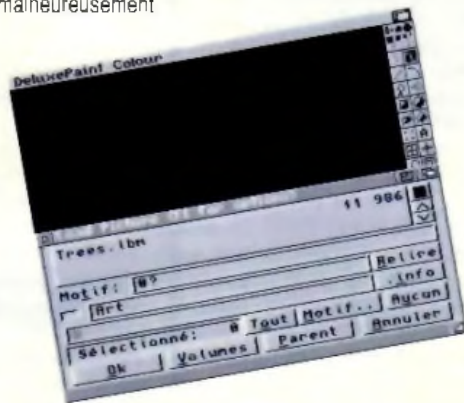 malheureusement
DeluxePaint Colour
Trees.lbm 11 986
Motif: #? Relire
Art .info
Sélectionné: 0 Tout Motif.. Aucun
Ok Volumes Parent Annuler